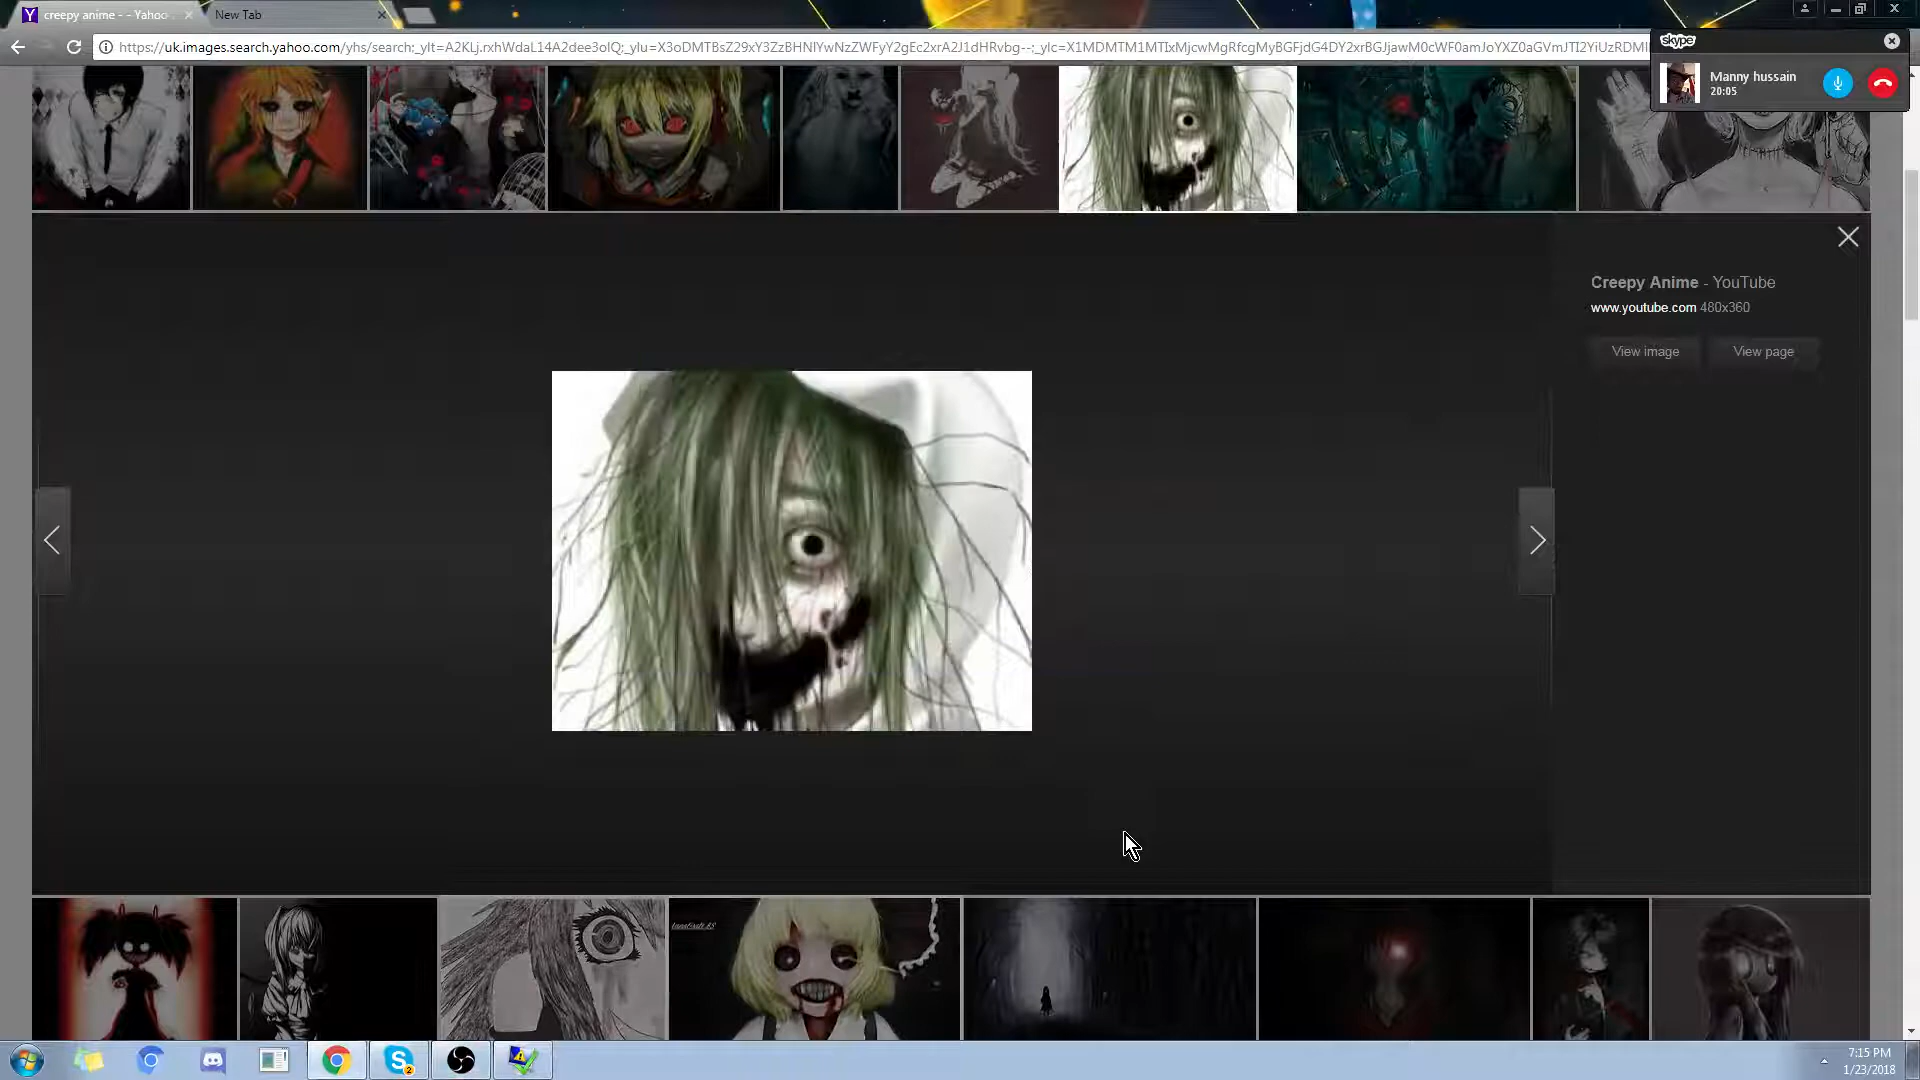 creepy anime - - Yahoo
New Tab
https://uk.images.search.yahoo.com/yhs/search;_ylt=A2KLj.rxhWdaL14A2dee3olQ;_ylu=X3oDMTBsZ29xY3ZzBHNlYwNzZWFyY2gEc2xrA2J1dHRvbg--;_ylc=X1MDMTM1MTIxMjcwMgRfcgMyBGFjdG4DY2xrBGJjawM0cWF0amJoYXZ0aGVmJTI2YiUzRDMl
skype
Manny hussain
20:05
Creepy Anime - YouTube
www.youtube.com 480x360
View image
View page
2
7:15 PM
1/23/2018